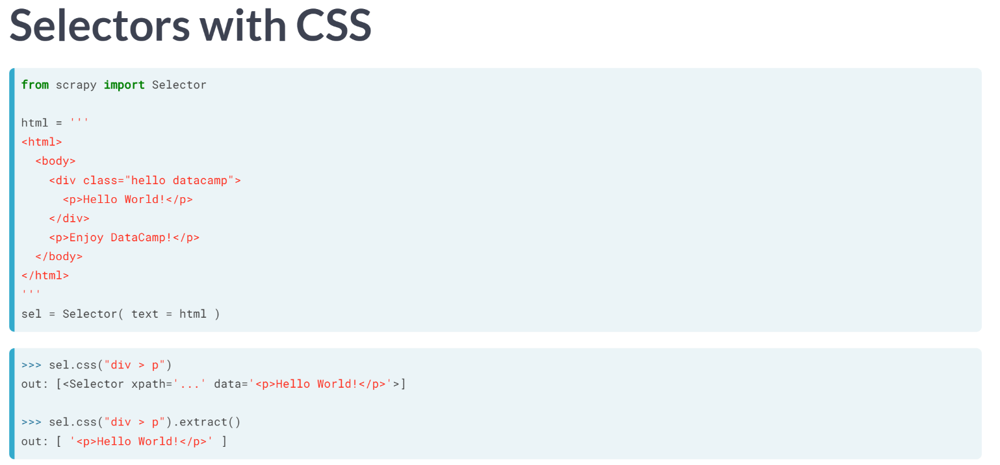 Selectors with CSS
from scrapy import Selector
html = '''
<html>
  <body>
    <div class="hello datacamp">
      <p>Hello World!</p>
    </div>
    <p>Enjoy DataCamp!</p>
  </body>
</html>
'''
sel = Selector( text = html )
>>> sel.css("div > p")
out: [<Selector xpath='...' data='<p>Hello World!</p>'>]
>>> sel.css("div > p").extract()
out: [ '<p>Hello World!</p>' ]